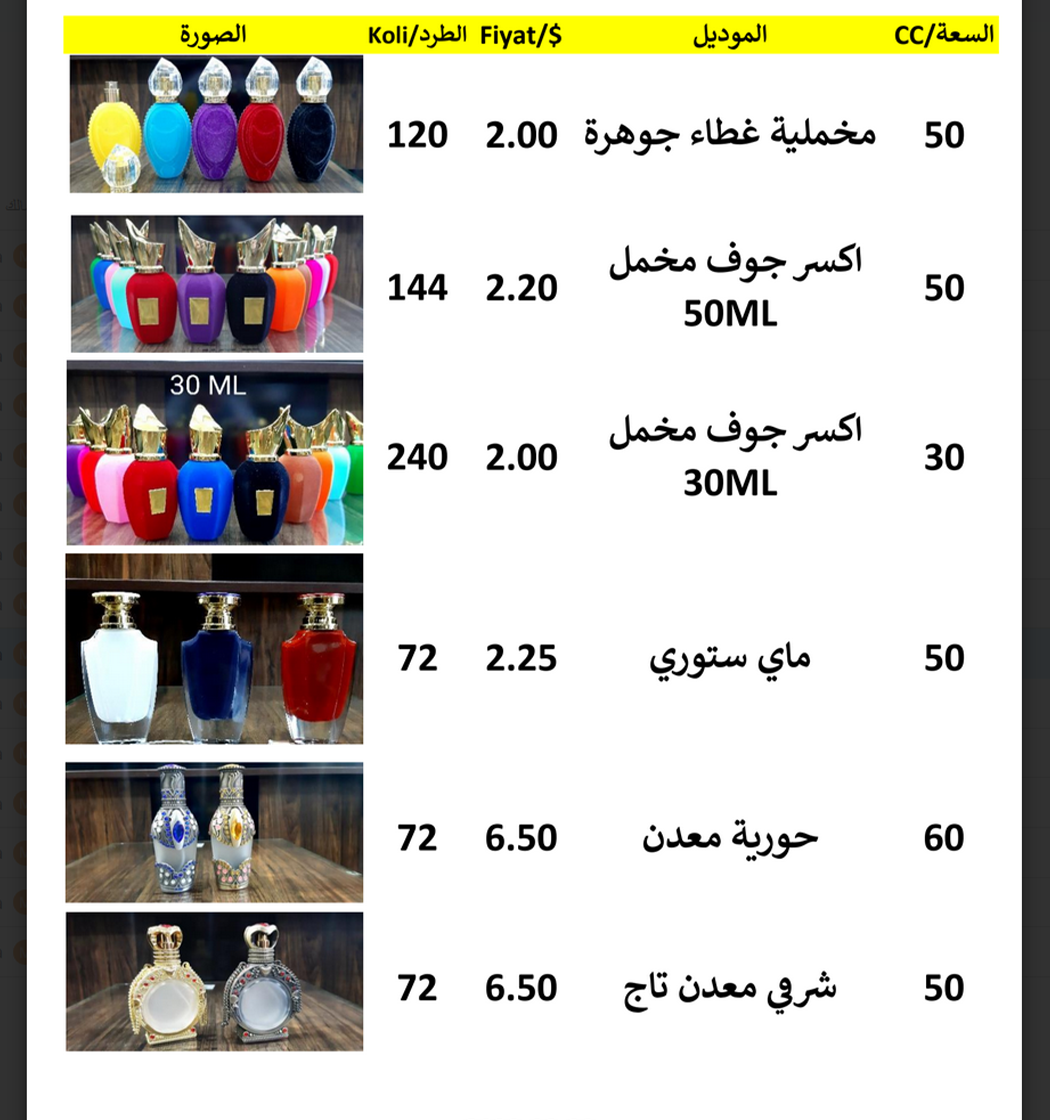 السعة/CC الموديل Fiyat/$ الطرد/Koli الصورة
50 مخملية غطاء جوهرة 2.00 120
50 اكسر جوف مخمل 2.20 144
50ML
30 ML
30 اكسر جوف مخمل 2.00 240
30ML
50 ماي ستوري 2.25 72
60 حورية معدن 6.50 72
50 شرفي معدن تاج 6.50 72